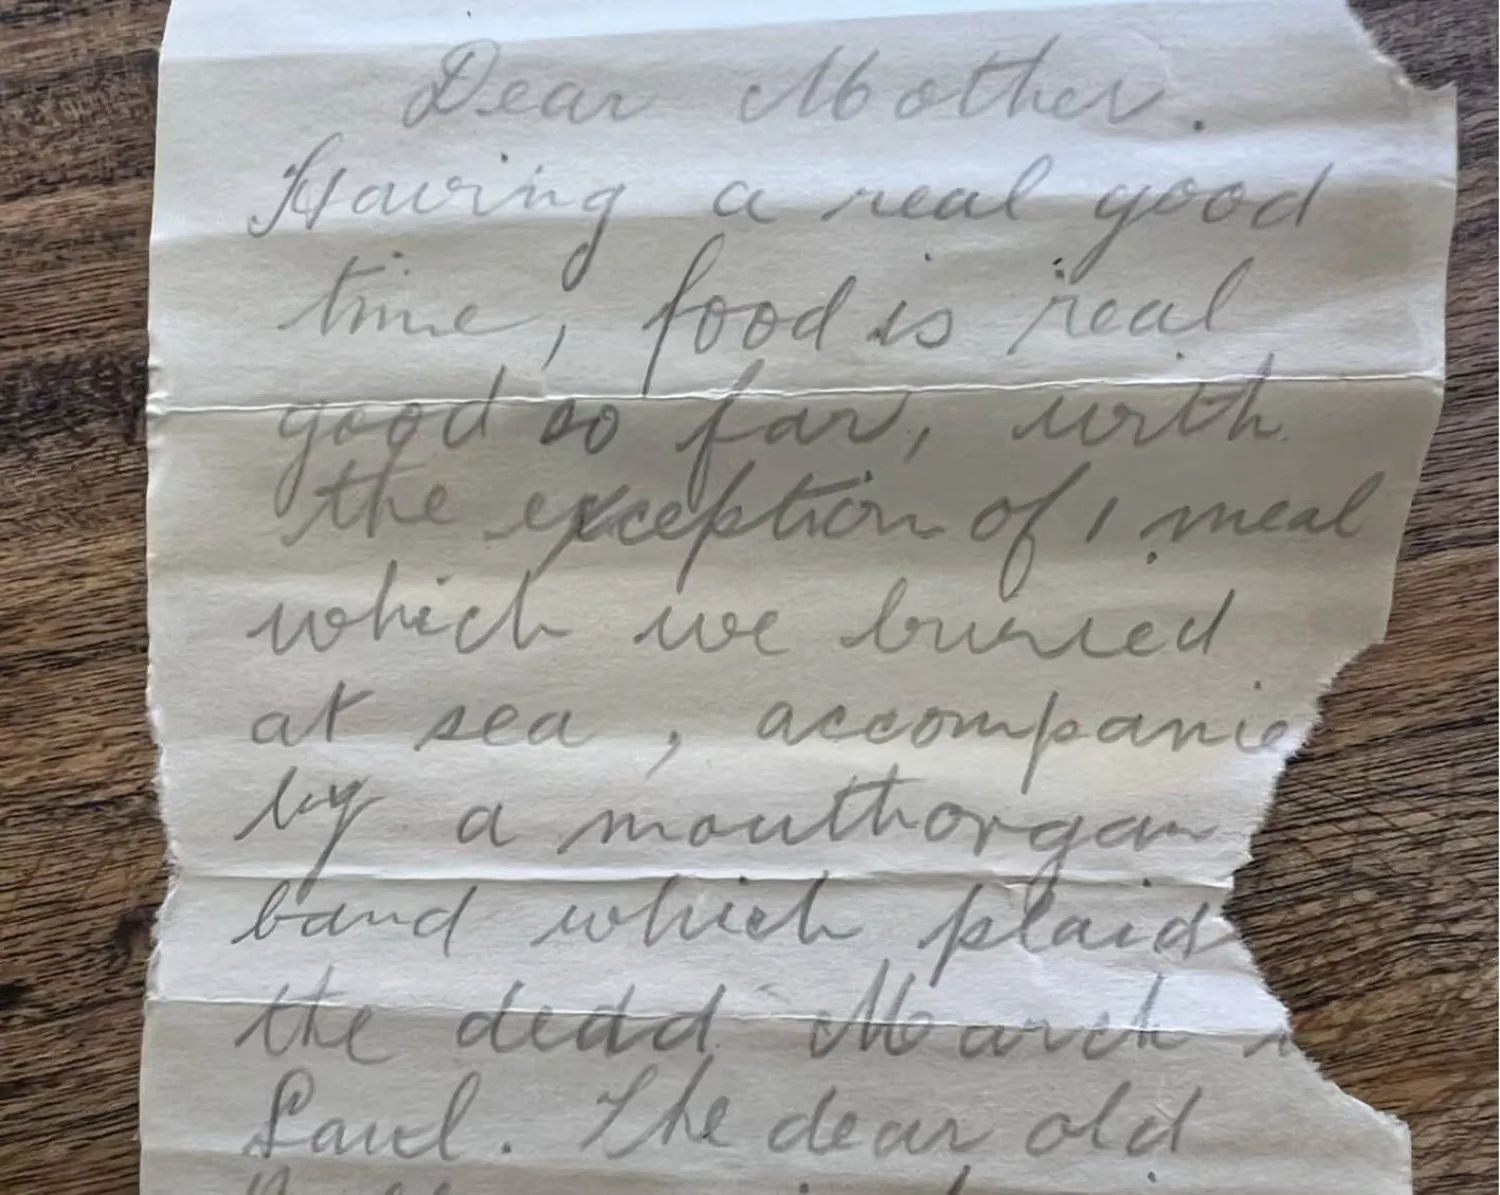 Dear Mother.
Having a real good
time, food is real
good so far, with
the exception of 1 meal
which we buried
at sea, accompanie
by a mouthorgan
band which plaid
the dead March
Saul. The dear old